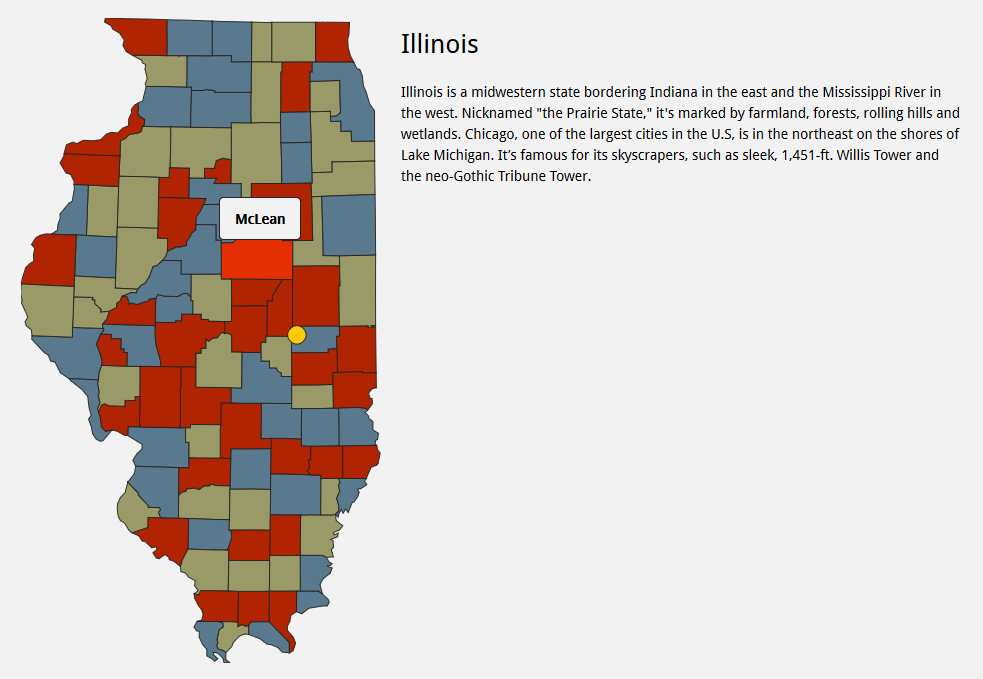 Illinois
Illinois is a midwestern state bordering Indiana in the east and the Mississippi River in
the west. Nicknamed "the Prairie State," it's marked by farmland, forests, rolling hills and
wetlands. Chicago, one of the largest cities in the U.S, is in the northeast on the shores of
Lake Michigan. It’s famous for its skyscrapers, such as sleek, 1,451-ft. Willis Tower and
the neo-Gothic Tribune Tower.
McLean